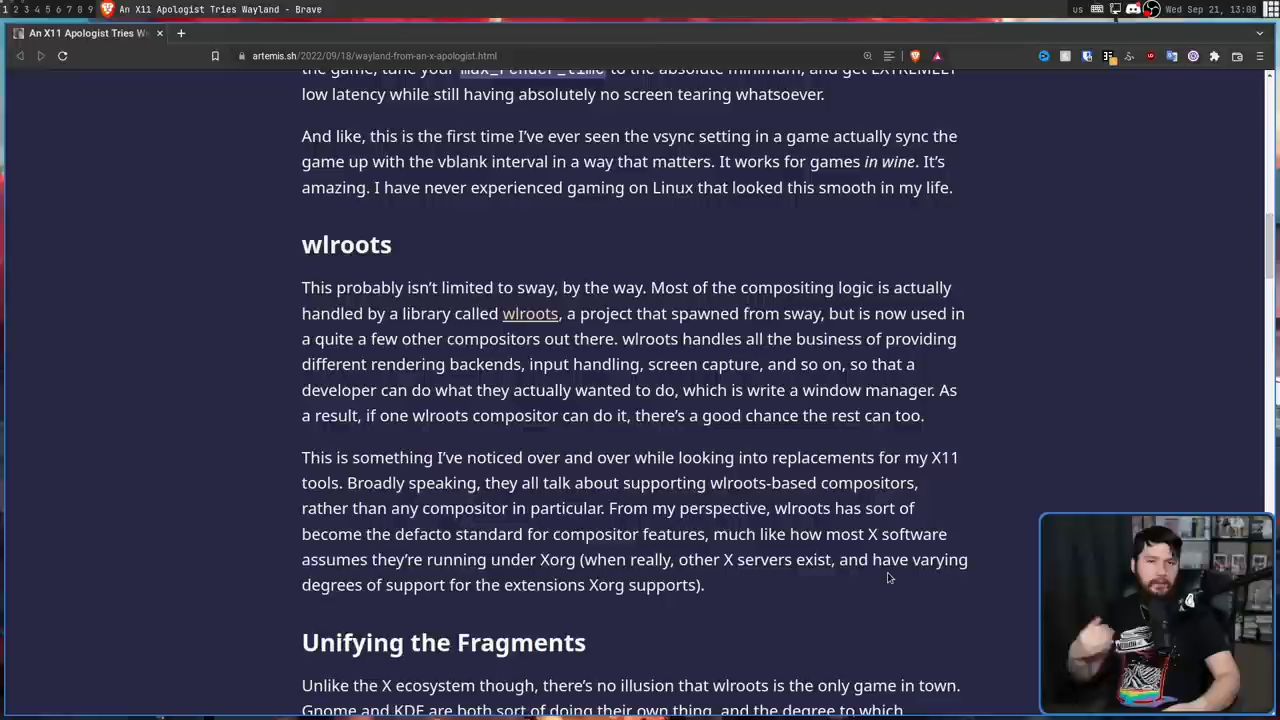 1 2 3 4 5 6 7 8 9 An X11 Apologist Tries Wayland - Brave
us
Wed Sep 21, 13:08
An X11 Apologist Tries W
artemis.sh/2022/09/18/wayland-from-an-x-apologist.html
the game, tune your max_render_time to the absolute minimum, and get EXTREMELY
low latency while still having absolutely no screen tearing whatsoever.
And like, this is the first time I've ever seen the vsync setting in a game actually sync the
game up with the vblank interval in a way that matters. It works for games in wine. It's
amazing. I have never experienced gaming on Linux that looked this smooth in my life.
wlroots
This probably isn't limited to sway, by the way. Most of the compositing logic is actually
handled by a library called wlroots, a project that spawned from sway, but is now used in
a quite a few other compositors out there. wlroots handles all the business of providing
different rendering backends, input handling, screen capture, and so on, so that a
developer can do what they actually wanted to do, which is write a window manager. As
a result, if one wlroots compositor can do it, there's a good chance the rest can too.
This is something I've noticed over and over while looking into replacements for my X11
tools. Broadly speaking, they all talk about supporting wlroots-based compositors,
rather than any compositor in particular. From my perspective, wlroots has sort of
become the defacto standard for compositor features, much like how most X software
assumes they're running under Xorg (when really, other X servers exist, and have varying
degrees of support for the extensions Xorg supports).
Unifying the Fragments
Unlike the X ecosystem though, there's no illusion that wlroots is the only game in town.
Gnome and KDE are both sort of doing their own thing, and the degree to which